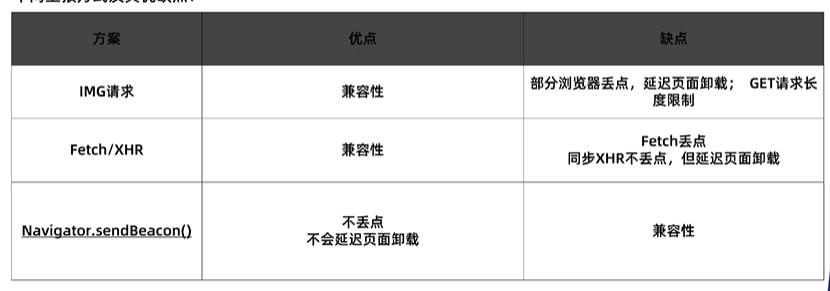 方案 优点 缺点
IMG请求 兼容性 部分浏览器丢点，延迟页面卸载； GET请求长
度限制
Fetch/XHR 兼容性 Fetch丢点
同步XHR不丢点，但延迟页面卸载
Navigator.sendBeacon() 不丢点 兼容性
不会延迟页面卸载